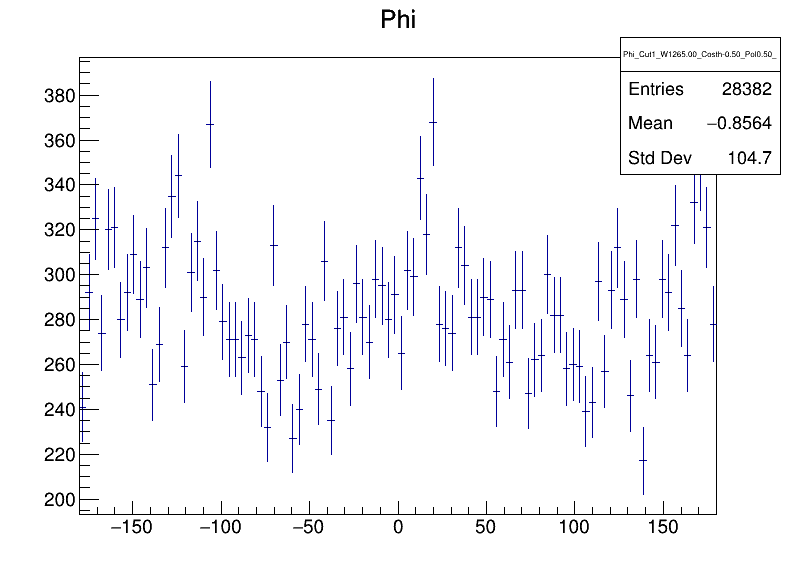 Phi
Phi_Cut1_W1265.00_Costh-0.50_Pol0.50_
Entries 28382
Mean −0.8564
Std Dev 104.7
380
360
340
320
300
280
260
240
220
200
−150 −100 −50 0 50 100 150